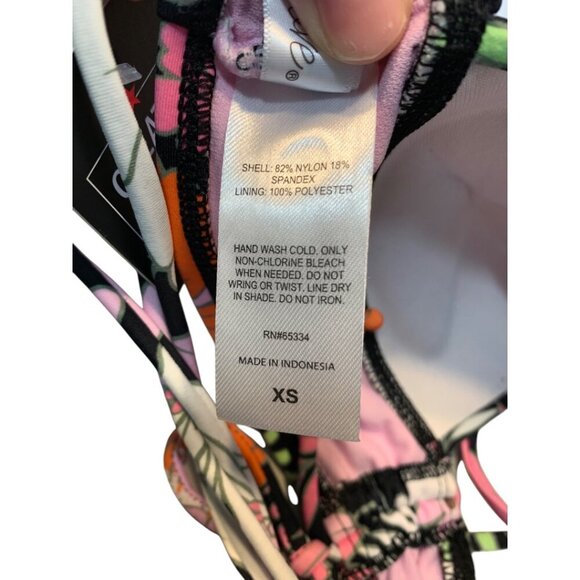 SHELL: 82% NYLON 18%
SPANDEX
LINING: 100% POLYESTER
HAND WASH COLD. ONLY
NON-CHLORINE BLEACH
WHEN NEEDED. DO NOT
WRING OR TWIST. LINE DRY
IN SHADE. DO NOT IRON.
RN#65334
MADE IN INDONESIA
XS